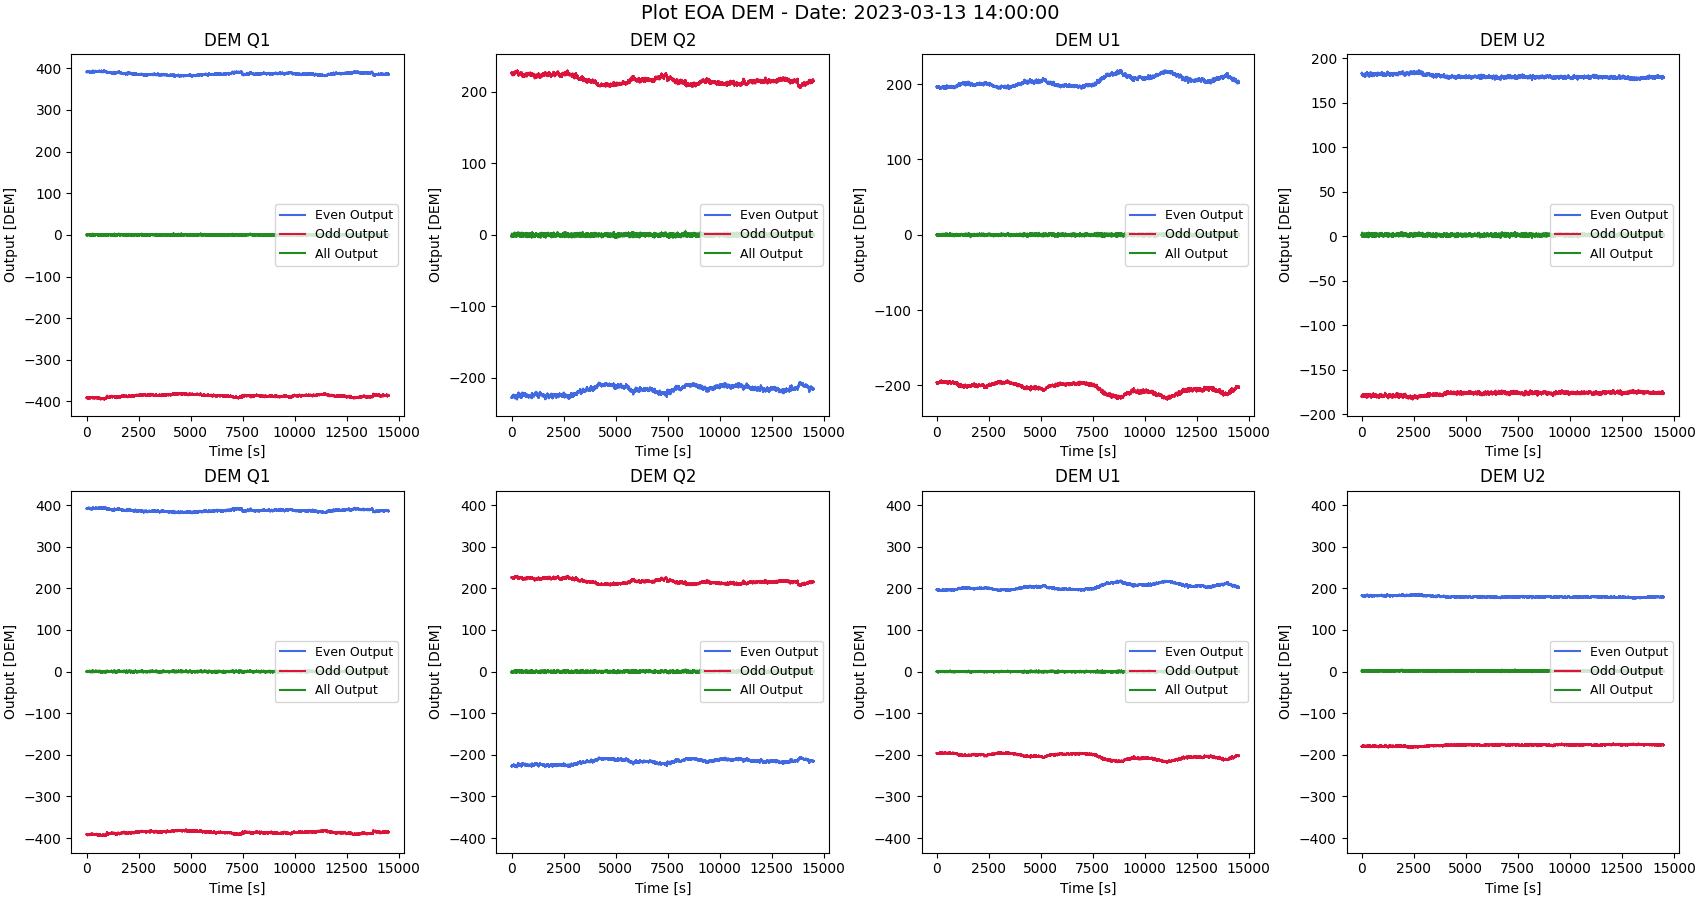 Plot EOA DEM - Date: 2023-03-13 14:00:00
DEM Q1
Output [DEM]
400
300
200
100
0
−100
−200
−300
−400
Even Output
Odd Output
All Output
0 2500 5000 7500 10000 12500 15000
Time [s]
DEM Q2
Output [DEM]
200
100
0
−100
−200
Even Output
Odd Output
All Output
0 2500 5000 7500 10000 12500 15000
Time [s]
DEM U1
Output [DEM]
200
100
0
−100
−200
Even Output
Odd Output
All Output
0 2500 5000 7500 10000 12500 15000
Time [s]
DEM U2
Output [DEM]
200
150
100
50
0
−50
−100
−150
−200
Even Output
Odd Output
All Output
0 2500 5000 7500 10000 12500 15000
Time [s]
DEM Q1
Output [DEM]
400
300
200
100
0
−100
−200
−300
−400
Even Output
Odd Output
All Output
0 2500 5000 7500 10000 12500 15000
Time [s]
DEM Q2
Output [DEM]
400
300
200
100
0
−100
−200
−300
−400
Even Output
Odd Output
All Output
0 2500 5000 7500 10000 12500 15000
Time [s]
DEM U1
Output [DEM]
400
300
200
100
0
−100
−200
−300
−400
Even Output
Odd Output
All Output
0 2500 5000 7500 10000 12500 15000
Time [s]
DEM U2
Output [DEM]
400
300
200
100
0
−100
−200
−300
−400
Even Output
Odd Output
All Output
0 2500 5000 7500 10000 12500 15000
Time [s]